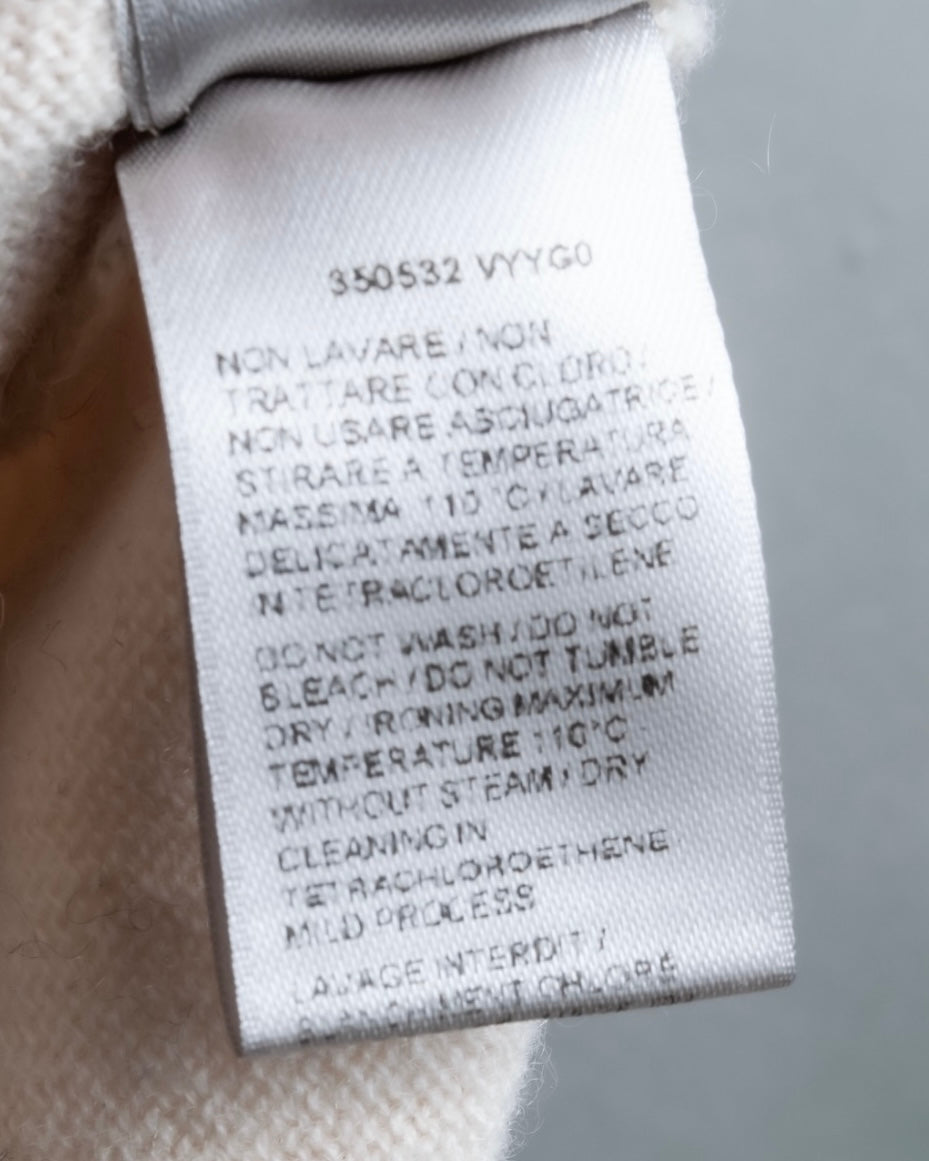 350532 VYYG0
NON LAVARE / NON
TRATTARE CON CLORO /
NON USARE ASCIUGATRICE /
STIRARE A TEMPERATURA
MASSIMA 110°C / LAVARE
DELICATAMENTE A SECCO
IN TETRACLOROETILENE
DO NOT WASH / DO NOT
BLEACH / DO NOT TUMBLE
DRY / IRONING MAXIMUM
TEMPERATURE 110°C
WITHOUT STEAM / DRY
CLEANING IN
TETRACHLOROETHENE
MILD PROCESS
LAVAGE INTERDIT /
BLANCHIMENT CHLORÉ